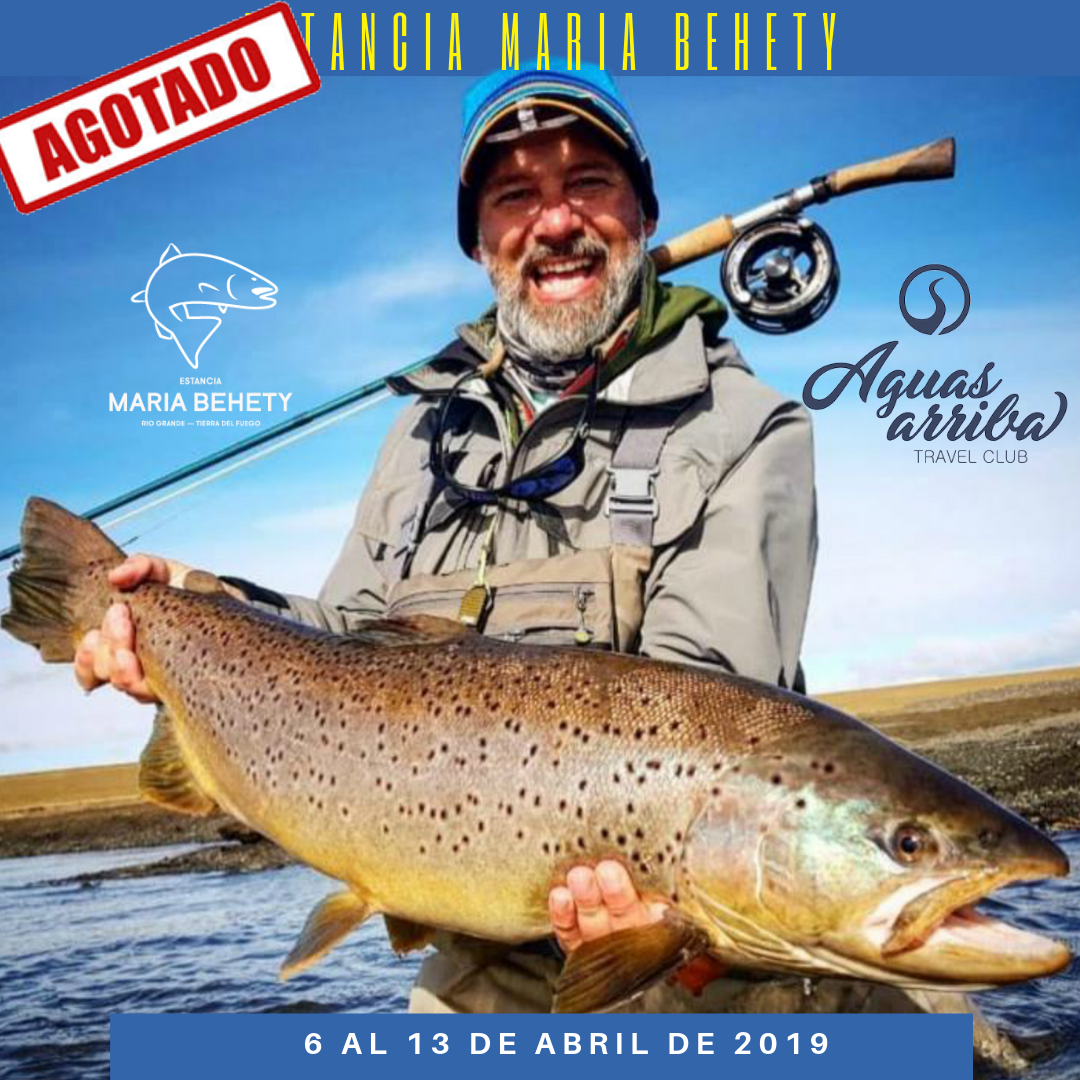 TANCIA MARIA BEHETY
AGOTADO
ESTANCIA
MARIA BEHETY
RIO GRANDE — TIERRA DEL FUEGO
Aguas
arriba
TRAVEL CLUB
6 AL 13 DE ABRIL DE 2019